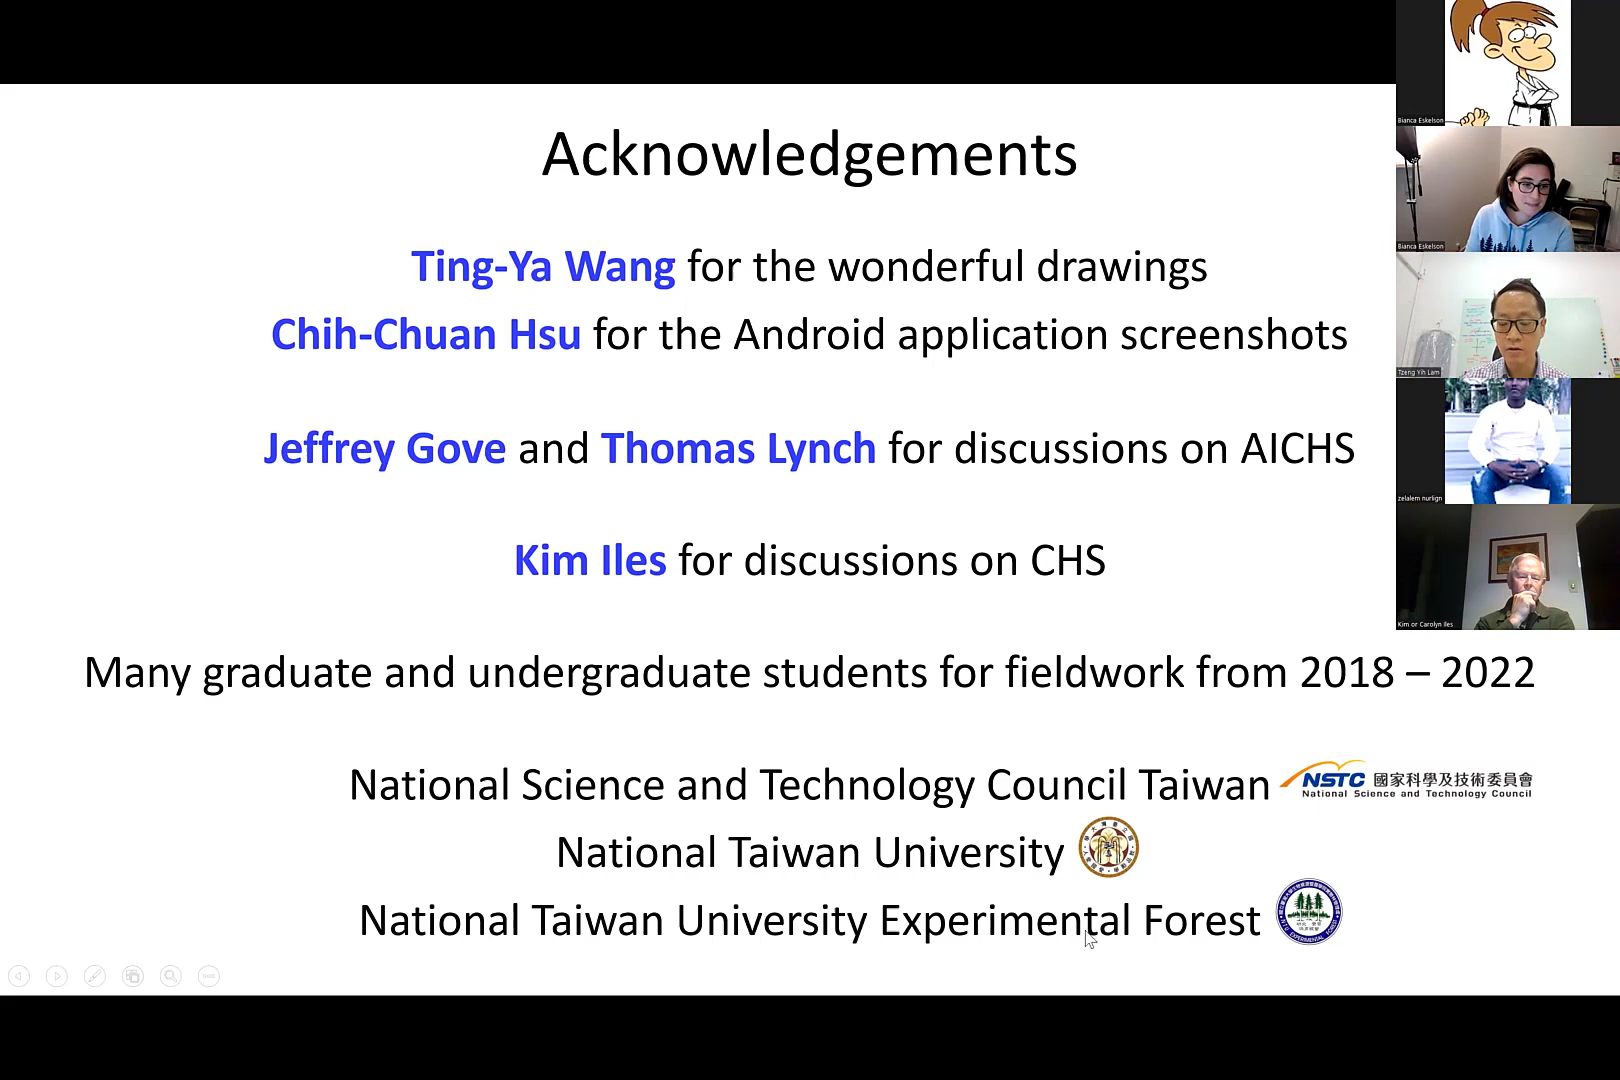 Acknowledgements
Ting-Ya Wang for the wonderful drawings
Chih-Chuan Hsu for the Android application screenshots
Jeffrey Gove and Thomas Lynch for discussions on AICHS
Kim Iles for discussions on CHS
Many graduate and undergraduate students for fieldwork from 2018 – 2022
National Science and Technology Council Taiwan
NSTC 國家科學及技術委員會
National Science and Technology Council
National Taiwan University
National Taiwan University Experimental Forest
Bianca Eskelson
Bianca Eskelson
Tzeng Yih Lam
zelalem nurlign
Kim or Carolyn Iles